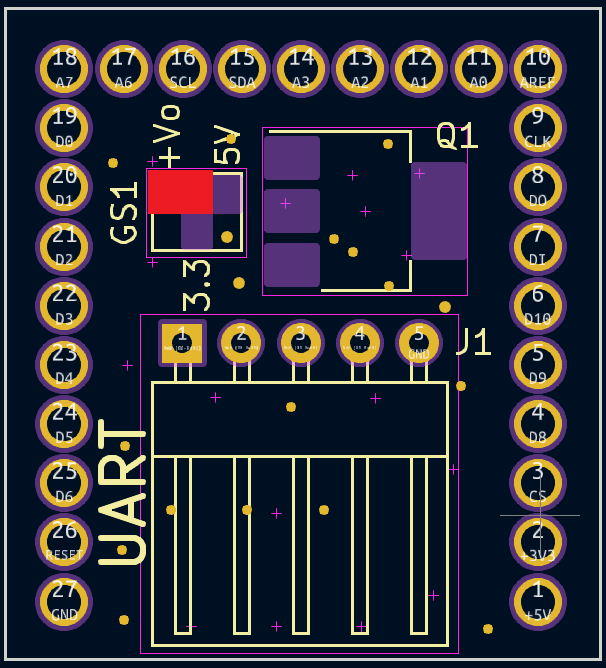 18 17 16 15 14 13 12 11 10
A7 A6 SCL SDA A3 A2 A1 A0 AREF
19
D0
+Vo
5V
Q1
9
CLK
20
D1
GS1
8
DO
21
D2
7
DI
22
D3
3.3
6
D10
1 2 3 4 5
GND
J1
23
D4
5
D9
24
D5
4
D8
UART
25
D6
3
CS
26
RESET
2
+3V3
27
GND
1
+5V